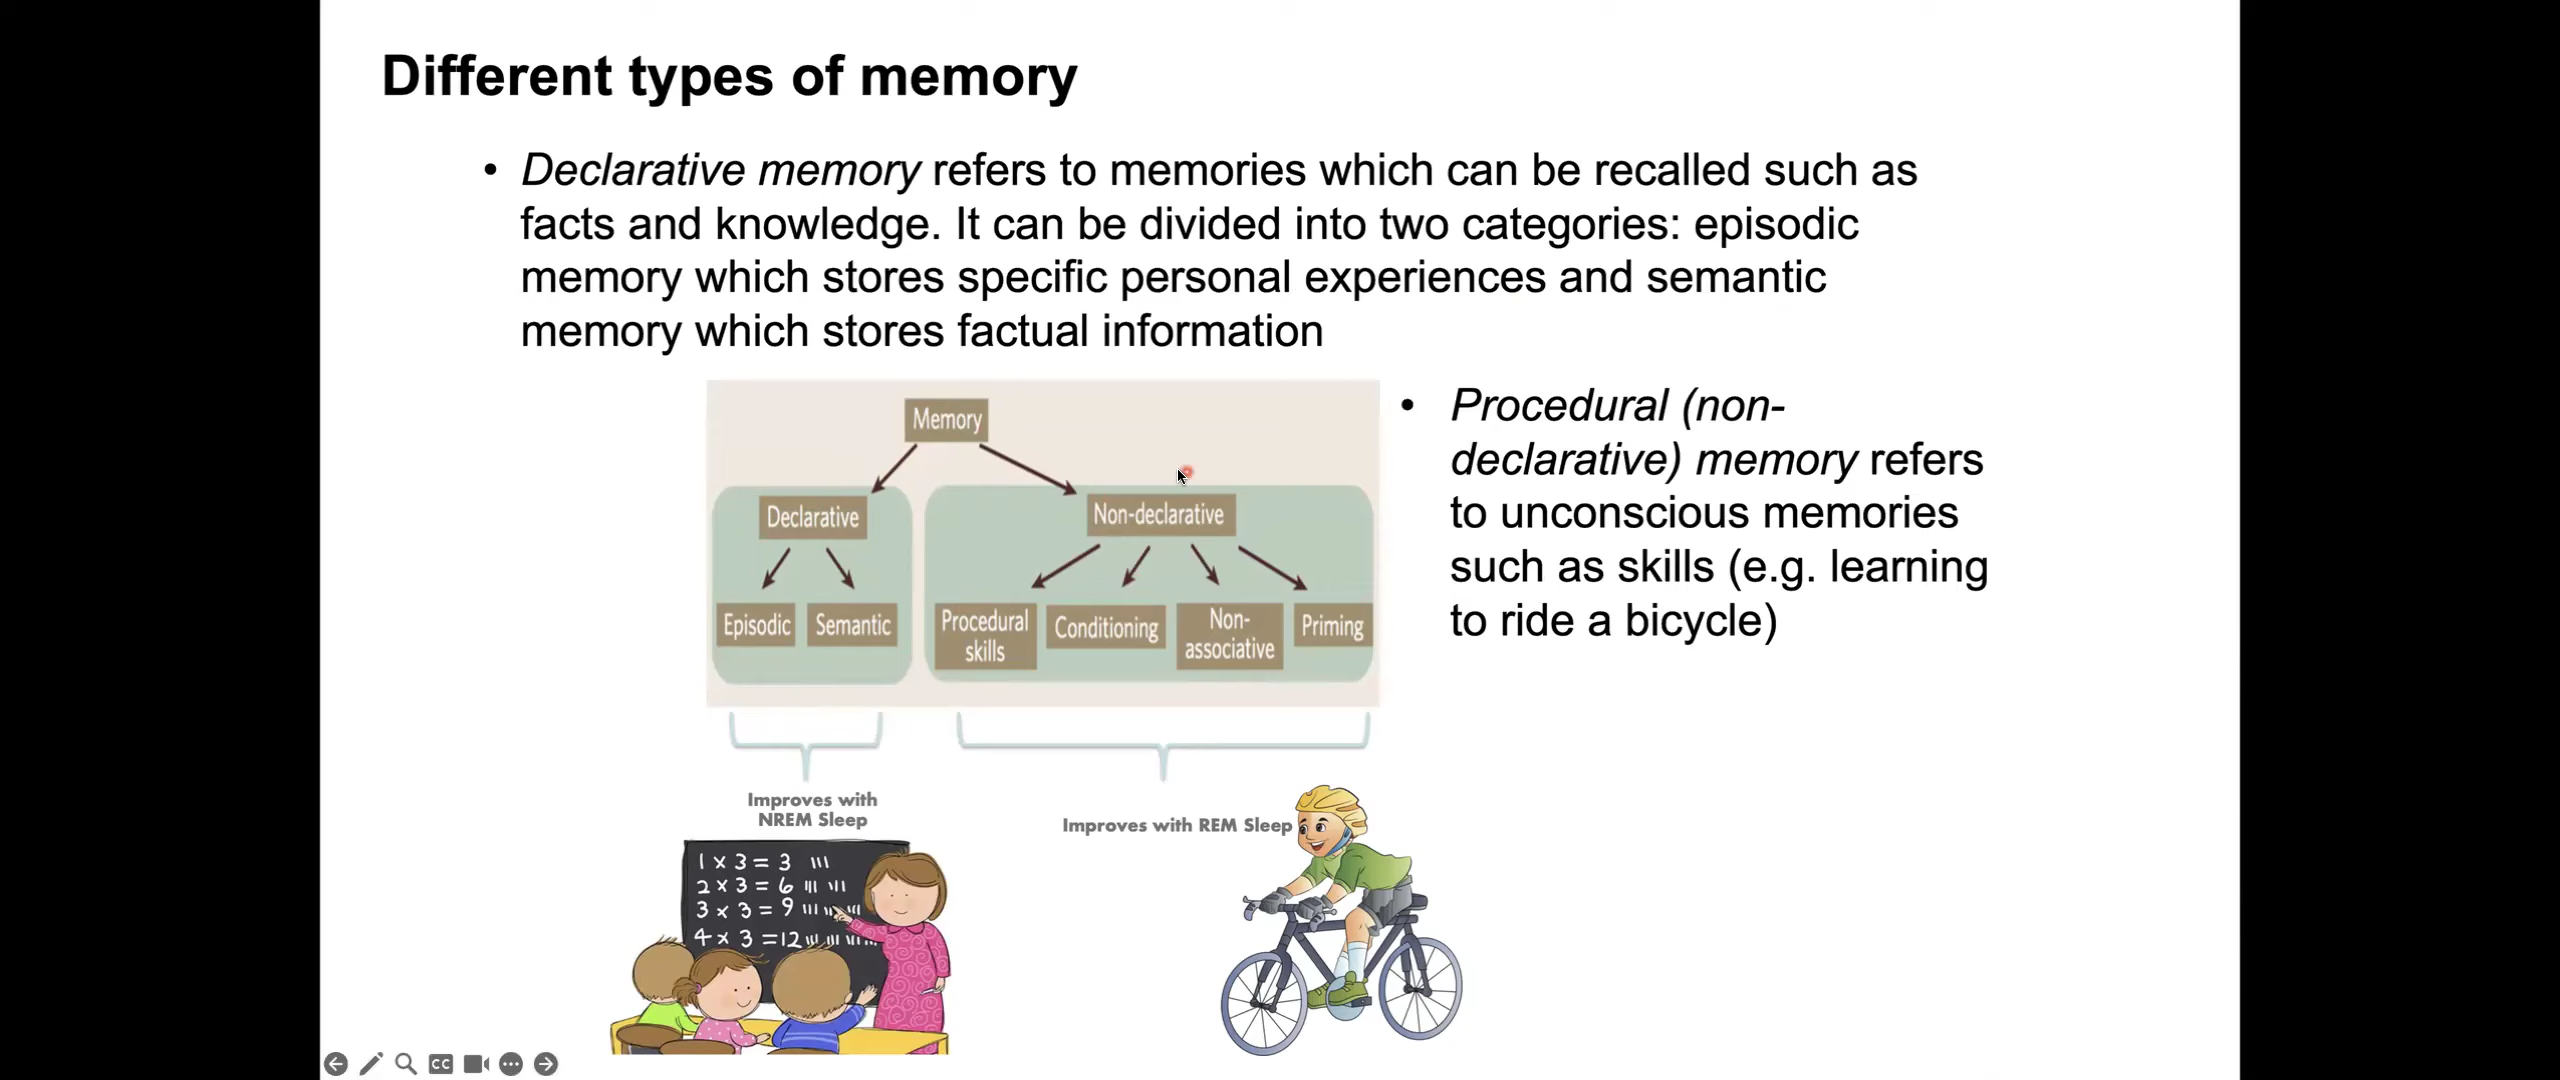 Different types of memory
• Declarative memory refers to memories which can be recalled such as
facts and knowledge. It can be divided into two categories: episodic
memory which stores specific personal experiences and semantic
memory which stores factual information
• Procedural (non-
declarative) memory refers
to unconscious memories
such as skills (e.g. learning
to ride a bicycle)
Memory
Declarative
Non-declarative
Episodic
Semantic
Procedural
skills
Conditioning
Non-
associative
Priming
Improves with
NREM Sleep
Improves with REM Sleep
1 x 3 = 3
2 x 3 = 6
3 x 3 = 9
4 x 3 = 12
CC